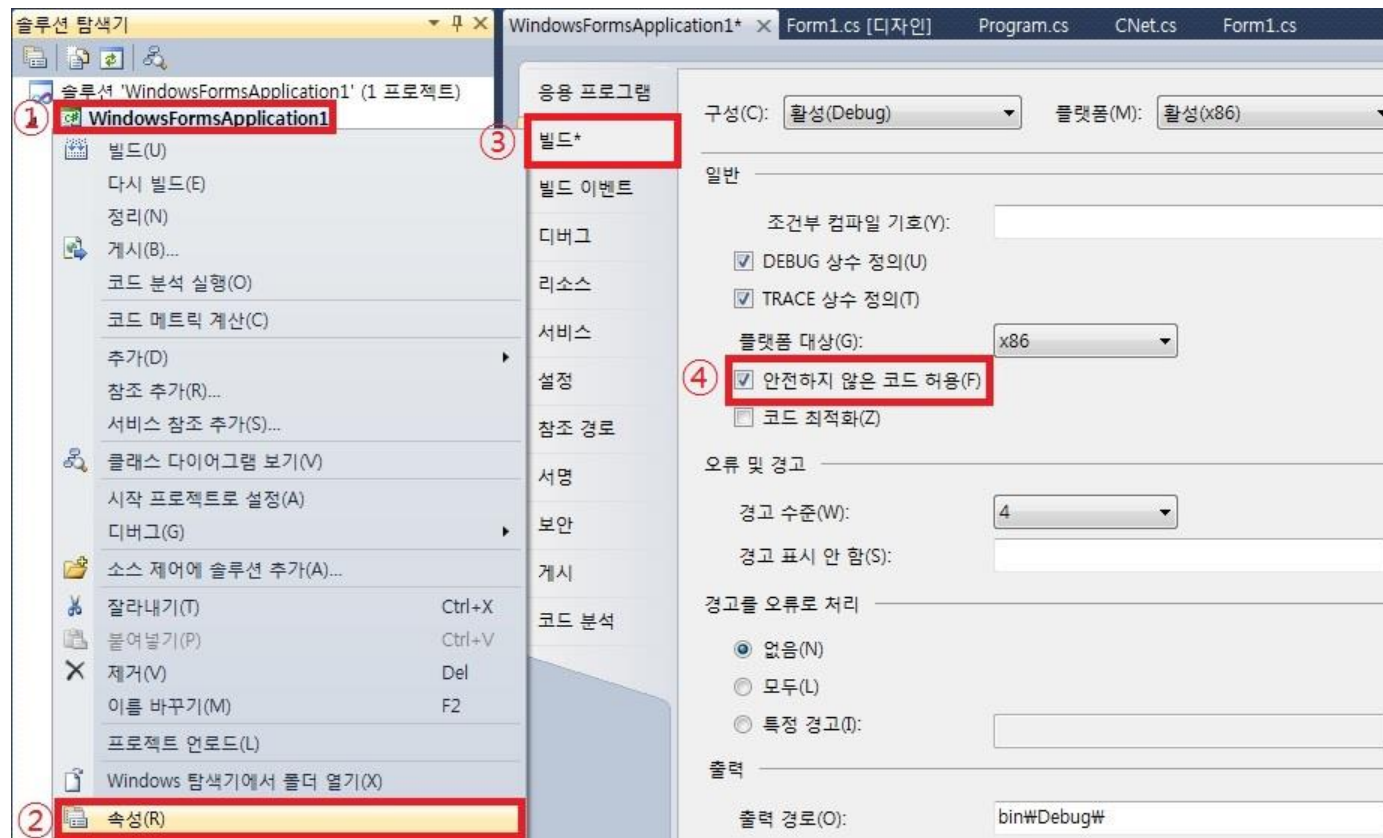 솔루션 탐색기
솔루션 'WindowsFormsApplication1' (1 프로젝트)
① WindowsFormsApplication1
빌드(U)
다시 빌드(E)
정리(N)
게시(B)...
코드 분석 실행(O)
코드 메트릭 계산(C)
추가(D)
참조 추가(R)...
서비스 참조 추가(S)...
클래스 다이어그램 보기(V)
시작 프로젝트로 설정(A)
디버그(G)
소스 제어에 솔루션 추가(A)...
잘라내기(T) Ctrl+X
붙여넣기(P) Ctrl+V
제거(V) Del
이름 바꾸기(M) F2
프로젝트 언로드(L)
Windows 탐색기에서 폴더 열기(X)
② 속성(R)
WindowsFormsApplication1* Form1.cs [디자인] Program.cs CNet.cs Form1.cs
응용 프로그램
③ 빌드*
빌드 이벤트
디버그
리소스
서비스
설정
참조 경로
서명
보안
게시
코드 분석
구성(C): 활성(Debug) 플랫폼(M): 활성(x86)
일반
조건부 컴파일 기호(Y):
DEBUG 상수 정의(U)
TRACE 상수 정의(T)
플랫폼 대상(G): x86
④ 안전하지 않은 코드 허용(F)
코드 최적화(Z)
오류 및 경고
경고 수준(W): 4
경고 표시 안 함(S):
경고를 오류로 처리
없음(N)
모두(L)
특정 경고(I):
출력
출력 경로(O): bin₩Debug₩